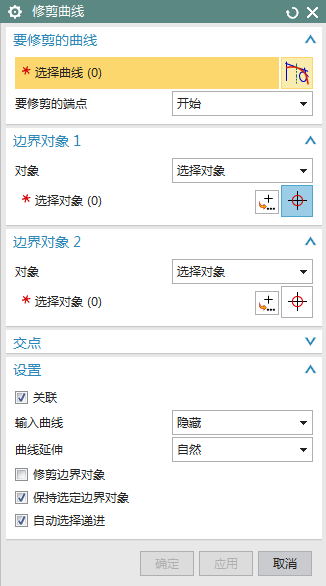 修剪曲线
要修剪的曲线
* 选择曲线 (0)
要修剪的端点 开始
边界对象 1
对象 选择对象
* 选择对象 (0)
边界对象 2
对象 选择对象
* 选择对象 (0)
交点
设置
关联
输入曲线 隐藏
曲线延伸 自然
修剪边界对象
保持选定边界对象
自动选择递进
确定 应用 取消